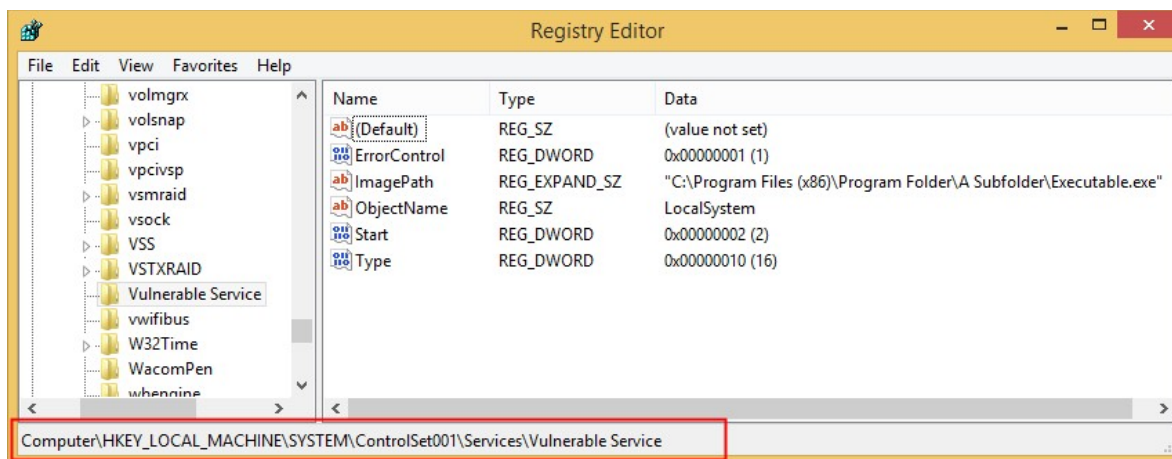 Registry Editor
File Edit View Favorites Help
volmgrx
volsnap
vpci
vpcivsp
vsmraid
vsock
VSS
VSTXRAID
Vulnerable Service
vwifibus
W32Time
WacomPen
wbengine
Name Type Data
(Default) REG_SZ (value not set)
ErrorControl REG_DWORD 0x00000001 (1)
ImagePath REG_EXPAND_SZ "C:\Program Files (x86)\Program Folder\A Subfolder\Executable.exe"
ObjectName REG_SZ LocalSystem
Start REG_DWORD 0x00000002 (2)
Type REG_DWORD 0x00000010 (16)
Computer\HKEY_LOCAL_MACHINE\SYSTEM\ControlSet001\Services\Vulnerable Service